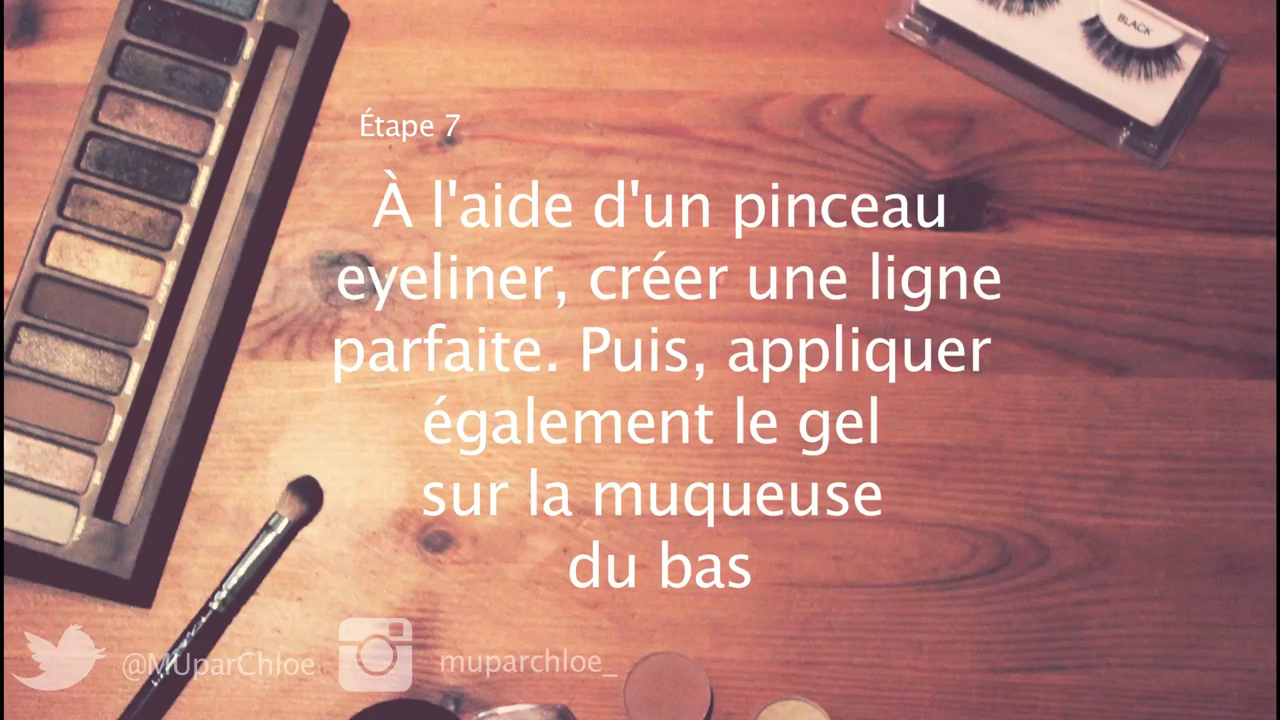 BLACK
Étape 7
À l'aide d'un pinceau
eyeliner, créer une ligne
parfaite. Puis, appliquer
également le gel
sur la muqueuse
du bas
@MUparChloe
muparchloe_